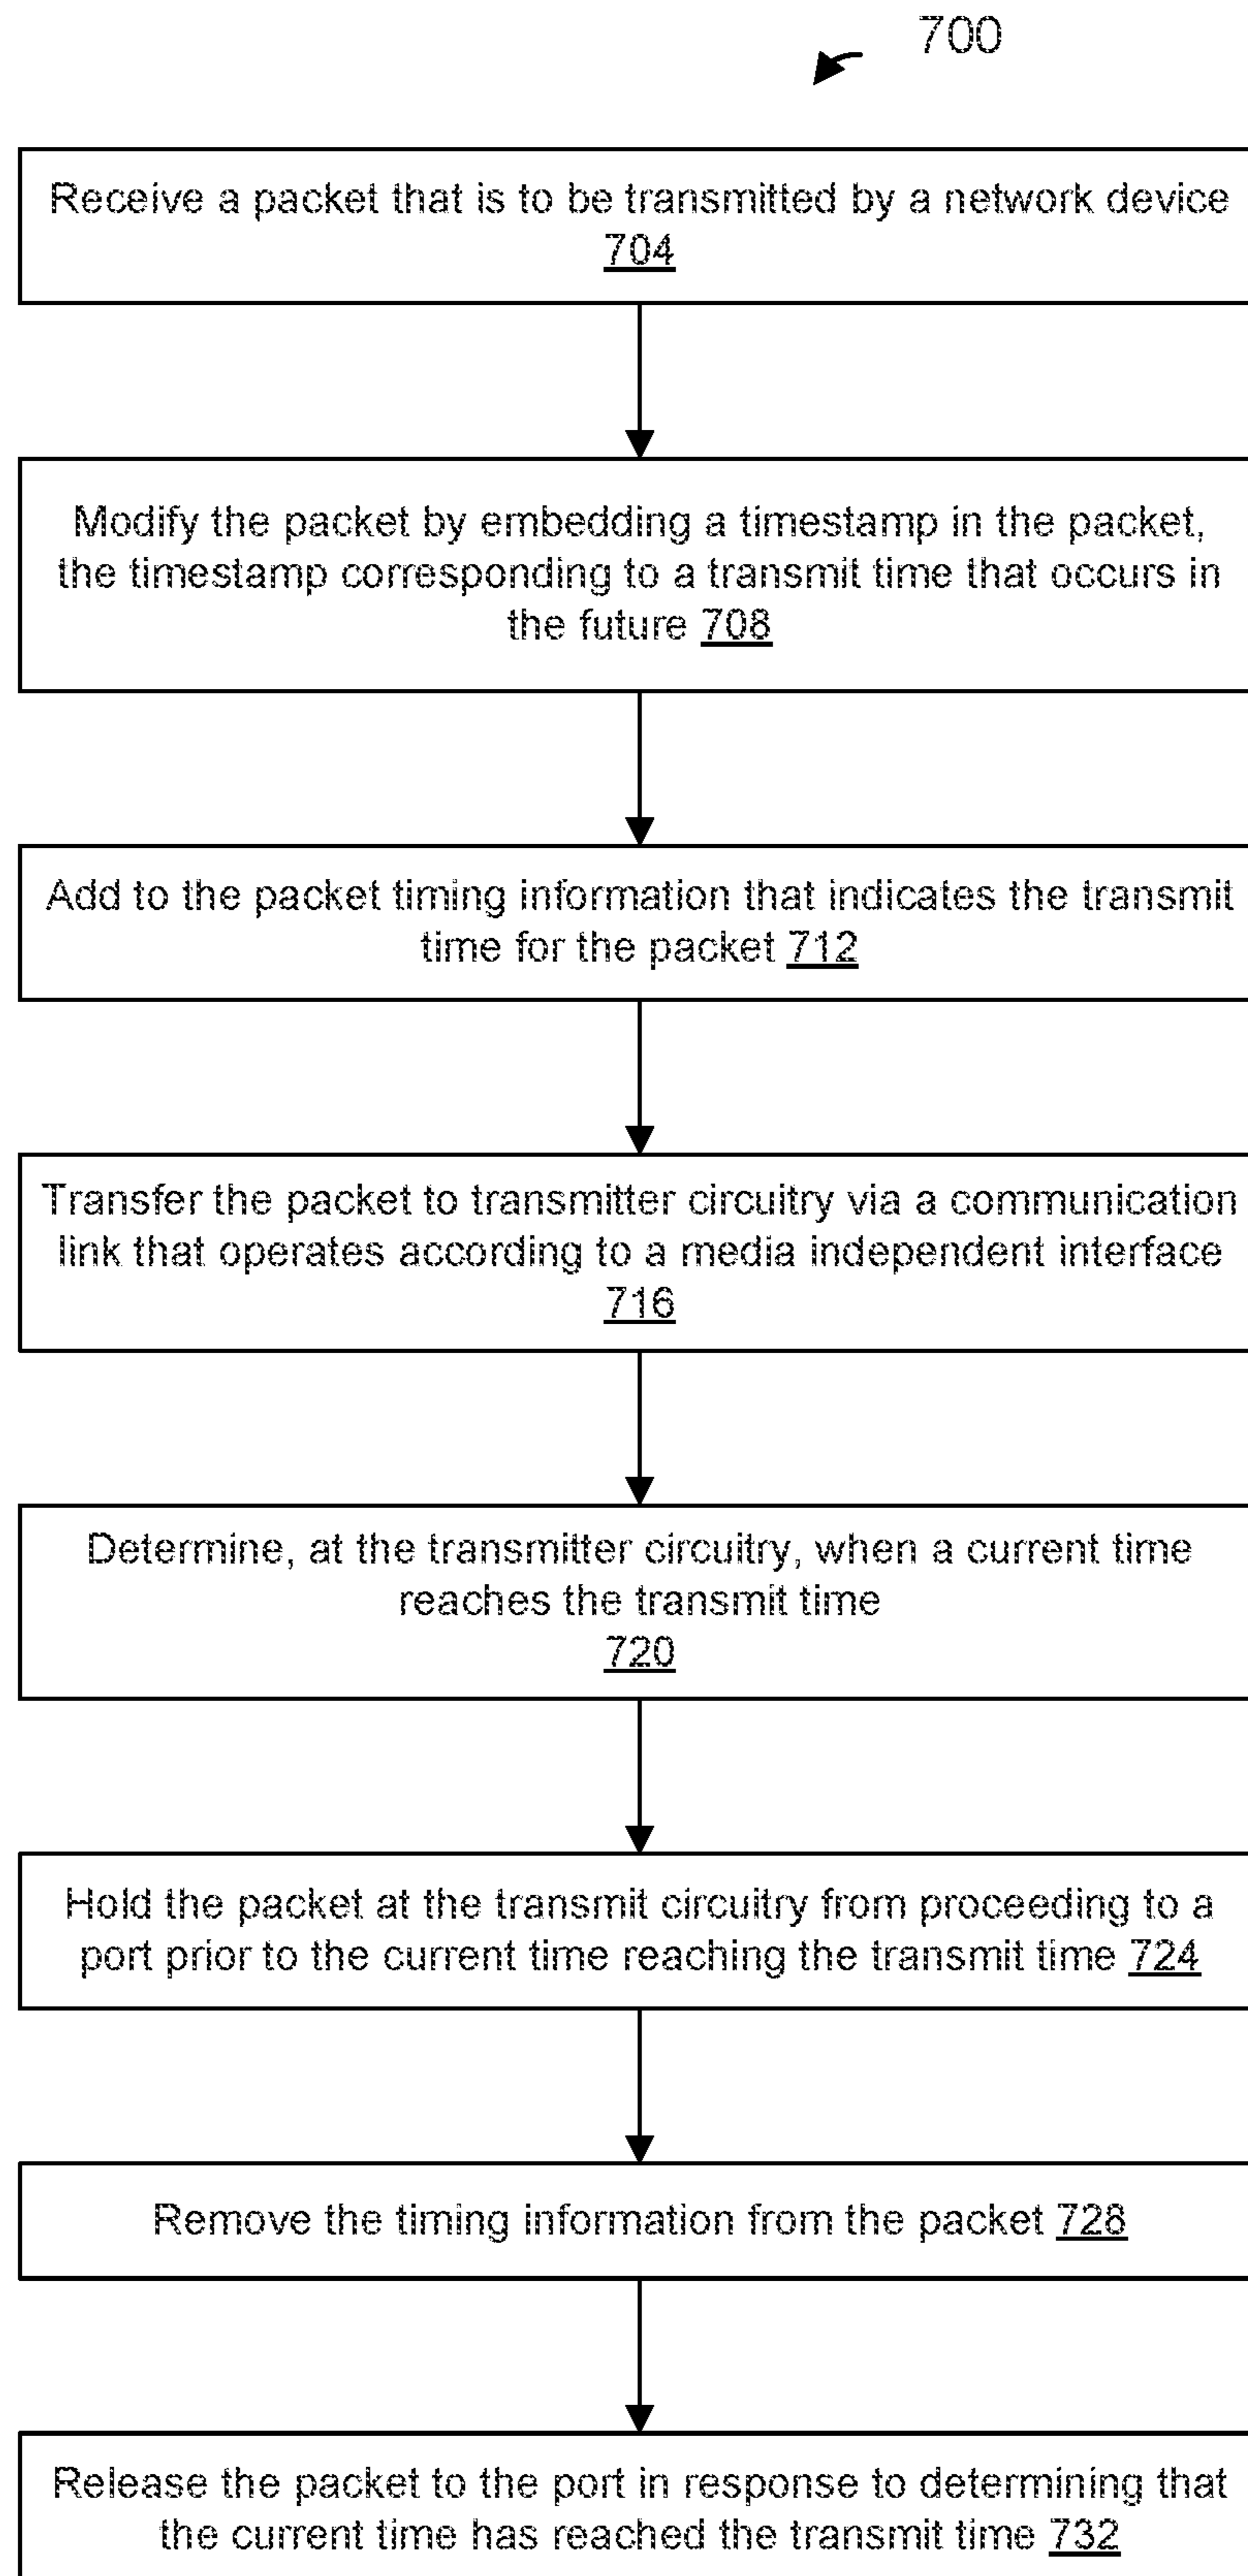 700
Receive a packet that is to be transmitted by a network device
704
Modify the packet by embedding a timestamp in the packet,
the timestamp corresponding to a transmit time that occurs in
the future 708
Add to the packet timing information that indicates the transmit
time for the packet 712
Transfer the packet to transmitter circuitry via a communication
link that operates according to a media independent interface
716
Determine, at the transmitter circuitry, when a current time
reaches the transmit time
720
Hold the packet at the transmit circuitry from proceeding to a
port prior to the current time reaching the transmit time 724
Remove the timing information from the packet 728
Release the packet to the port in response to determining that
the current time has reached the transmit time 732